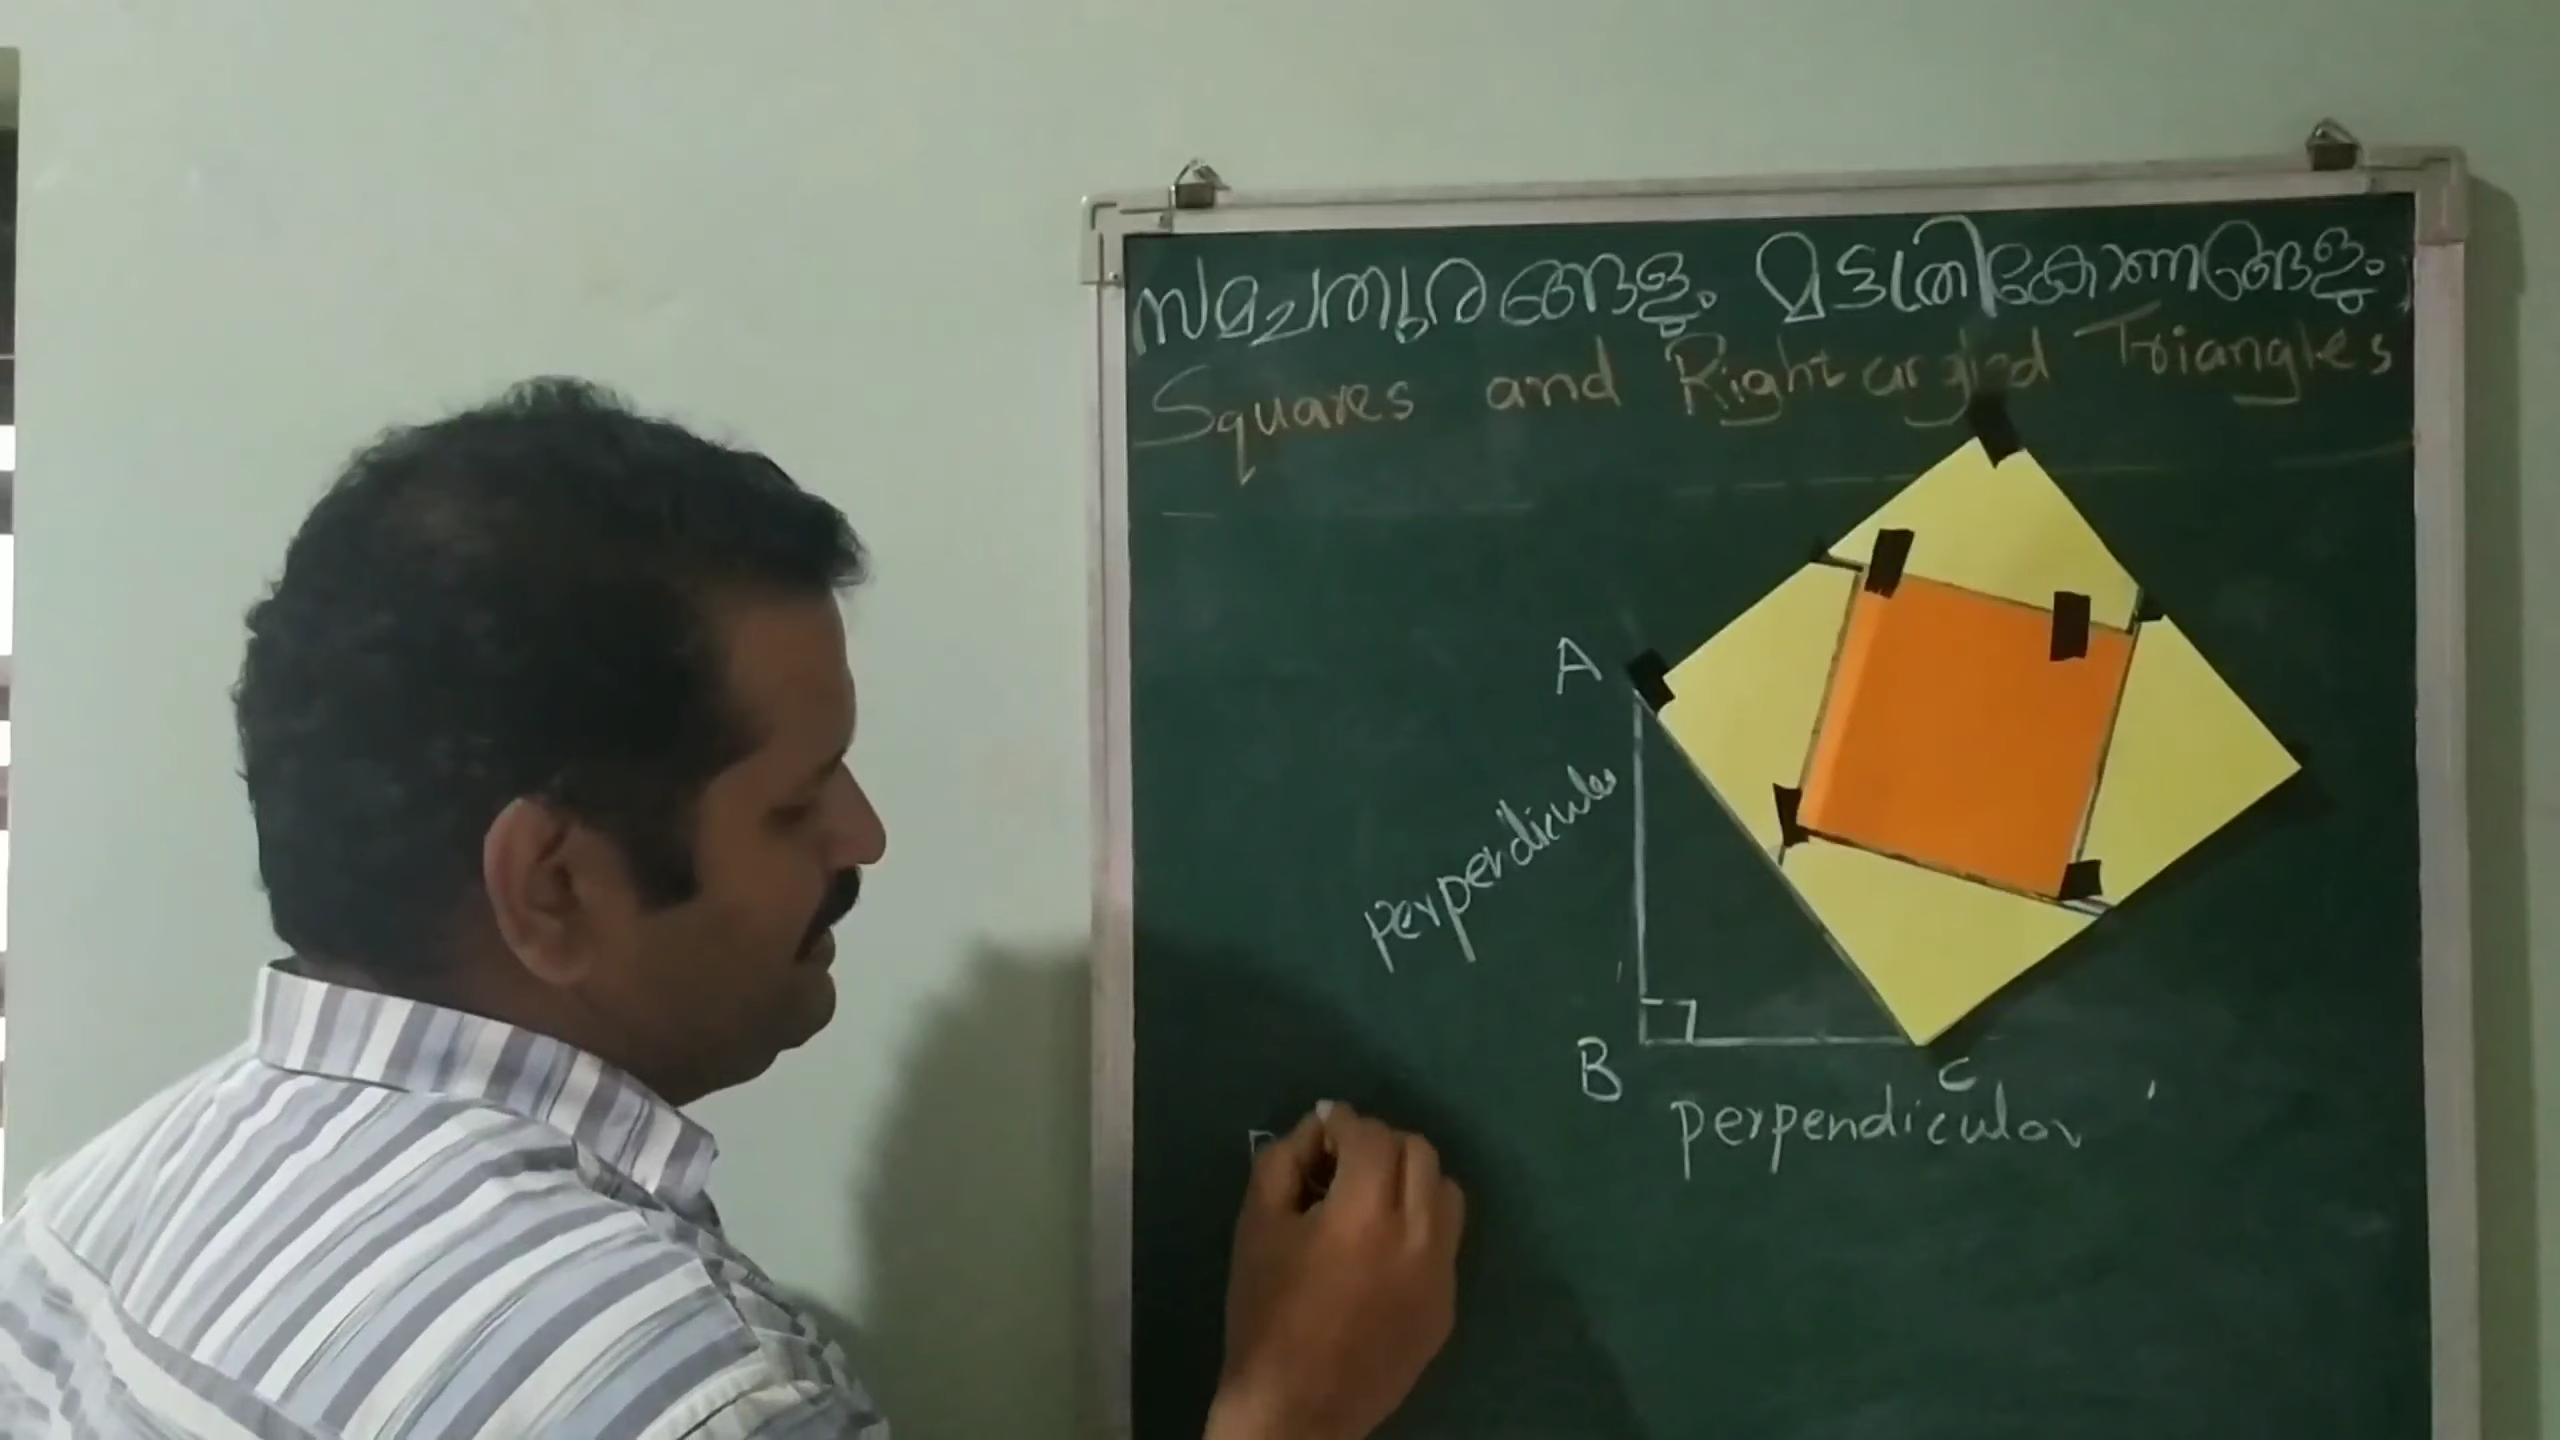 സമചതുരങ്ങളും മട്ടത്രികോണങ്ങളും
Squares and Right angled Triangles
A
perpendicular
B
C
perpendicular